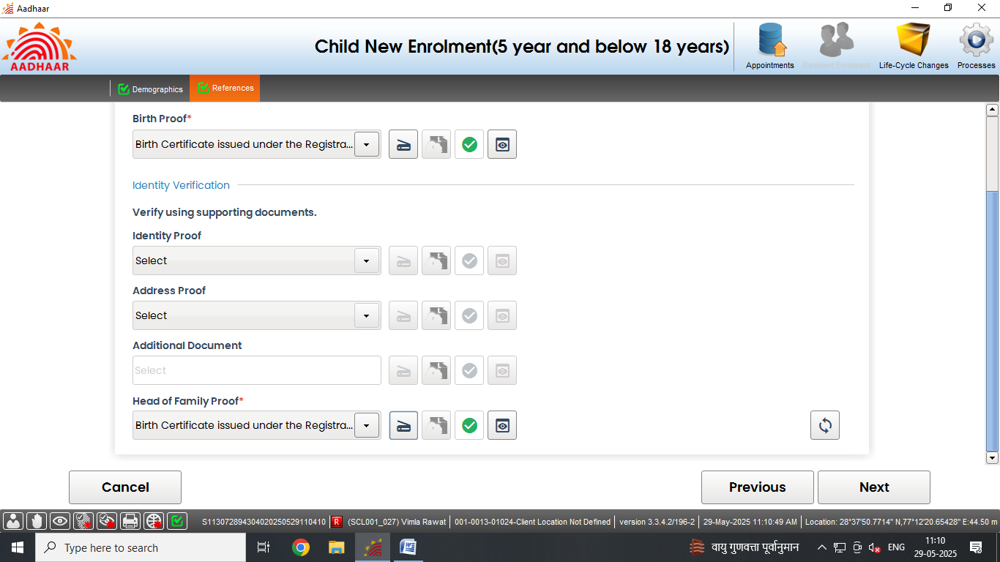 Aadhaar
AADHAAR
Child New Enrolment(5 year and below 18 years)
Appointments
Resident Enrolment
Life-Cycle Changes
Processes
Demographics
References
Birth Proof*
Birth Certificate issued under the Registra...
Identity Verification
Verify using supporting documents.
Identity Proof
Select
Address Proof
Select
Additional Document
Select
Head of Family Proof*
Birth Certificate issued under the Registra...
Cancel
Previous
Next
S113072894304020250529110410 R (SCL001_027) Vimla Rawat 001-0013-01024-Client Location Not Defined version 3.3.4.2/196-2 29-May-2025 11:10:49 AM Location: 28°37'50.7714" N,77°12'20.65428" E:44.50 m
Type here to search
वायु गुणवत्ता पूर्वानुमान
ENG
11:10
29-05-2025